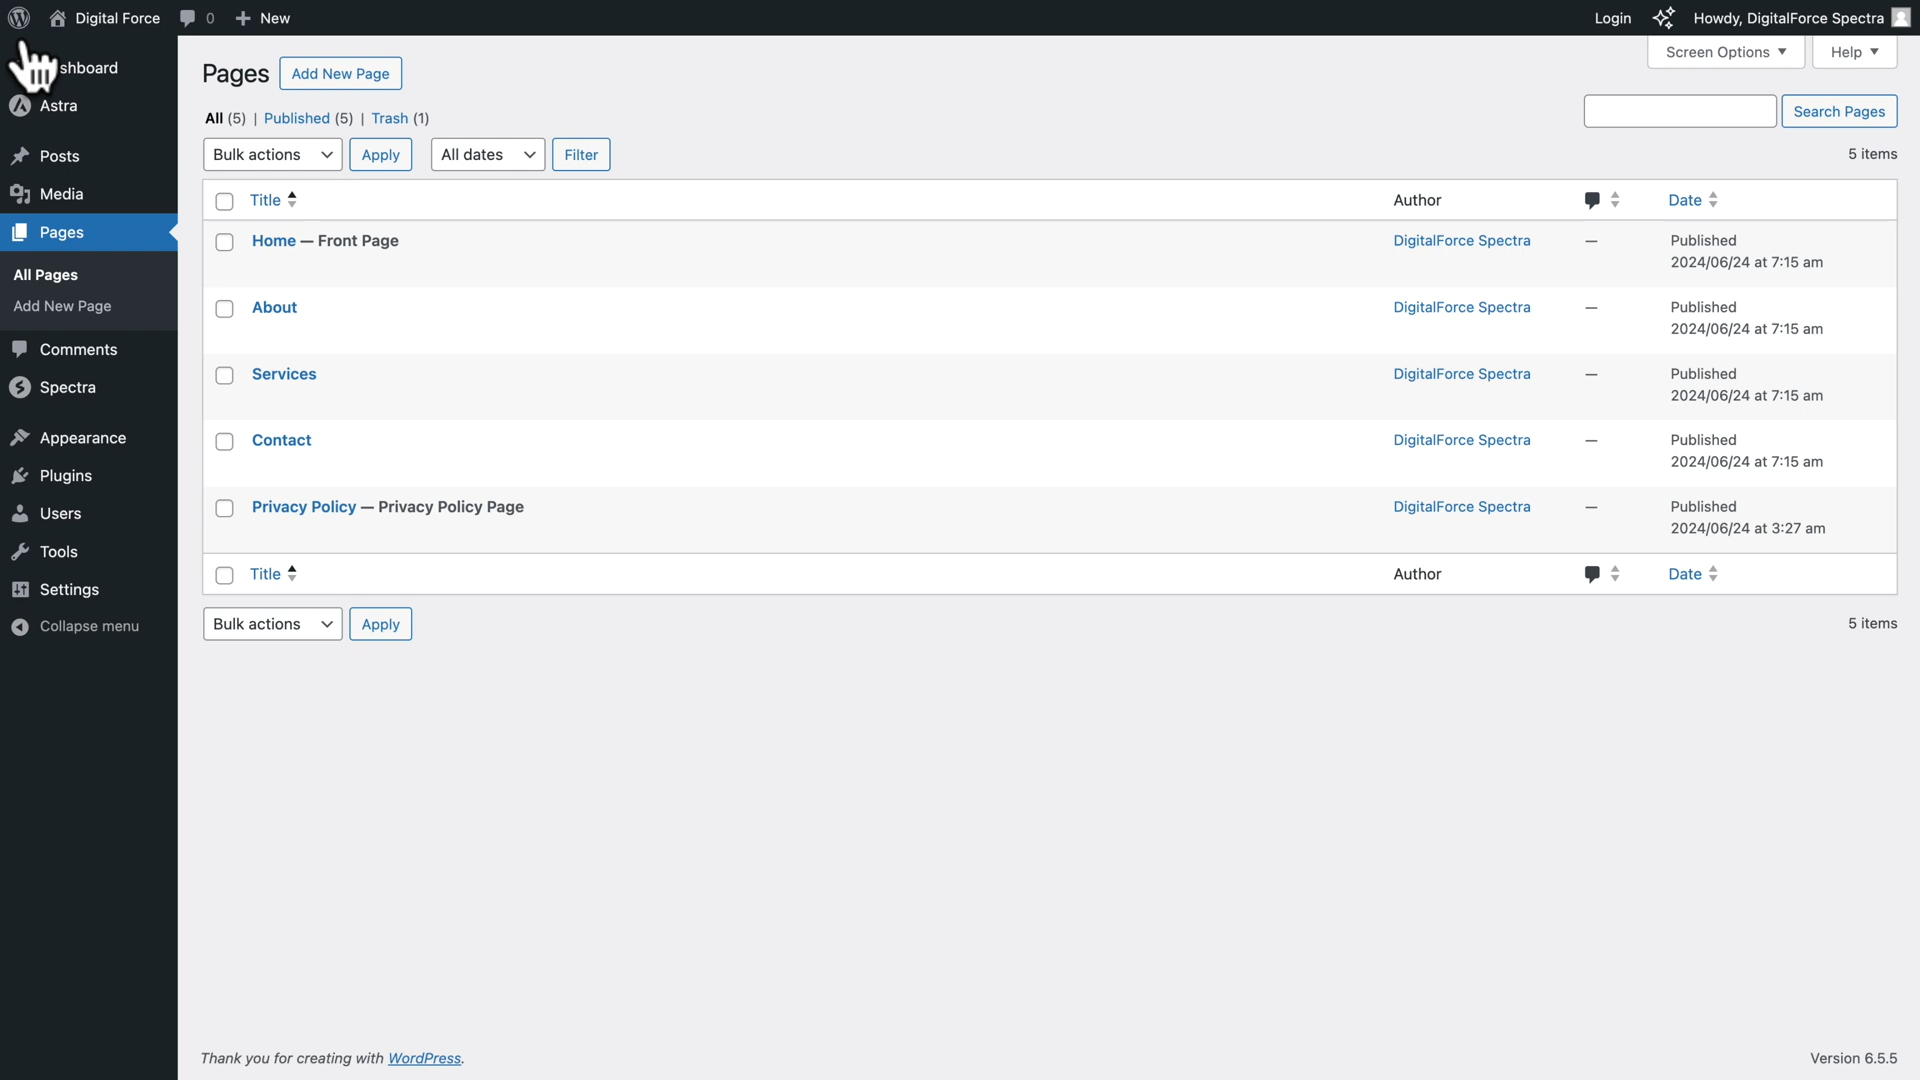 Digital Force 0 New Login Howdy, DigitalForce Spectra
Screen Options Help
shboard
Astra
Posts
Media
Pages
All Pages
Add New Page
Comments
Spectra
Appearance
Plugins
Users
Tools
Settings
Collapse menu
Pages Add New Page
All (5) | Published (5) | Trash (1)
Search Pages
Bulk actions Apply All dates Filter 5 items
Title Author Date
Home — Front Page DigitalForce Spectra — Published
2024/06/24 at 7:15 am
About DigitalForce Spectra — Published
2024/06/24 at 7:15 am
Services DigitalForce Spectra — Published
2024/06/24 at 7:15 am
Contact DigitalForce Spectra — Published
2024/06/24 at 7:15 am
Privacy Policy — Privacy Policy Page DigitalForce Spectra — Published
2024/06/24 at 3:27 am
Title Author Date
Bulk actions Apply 5 items
Thank you for creating with WordPress. Version 6.5.5